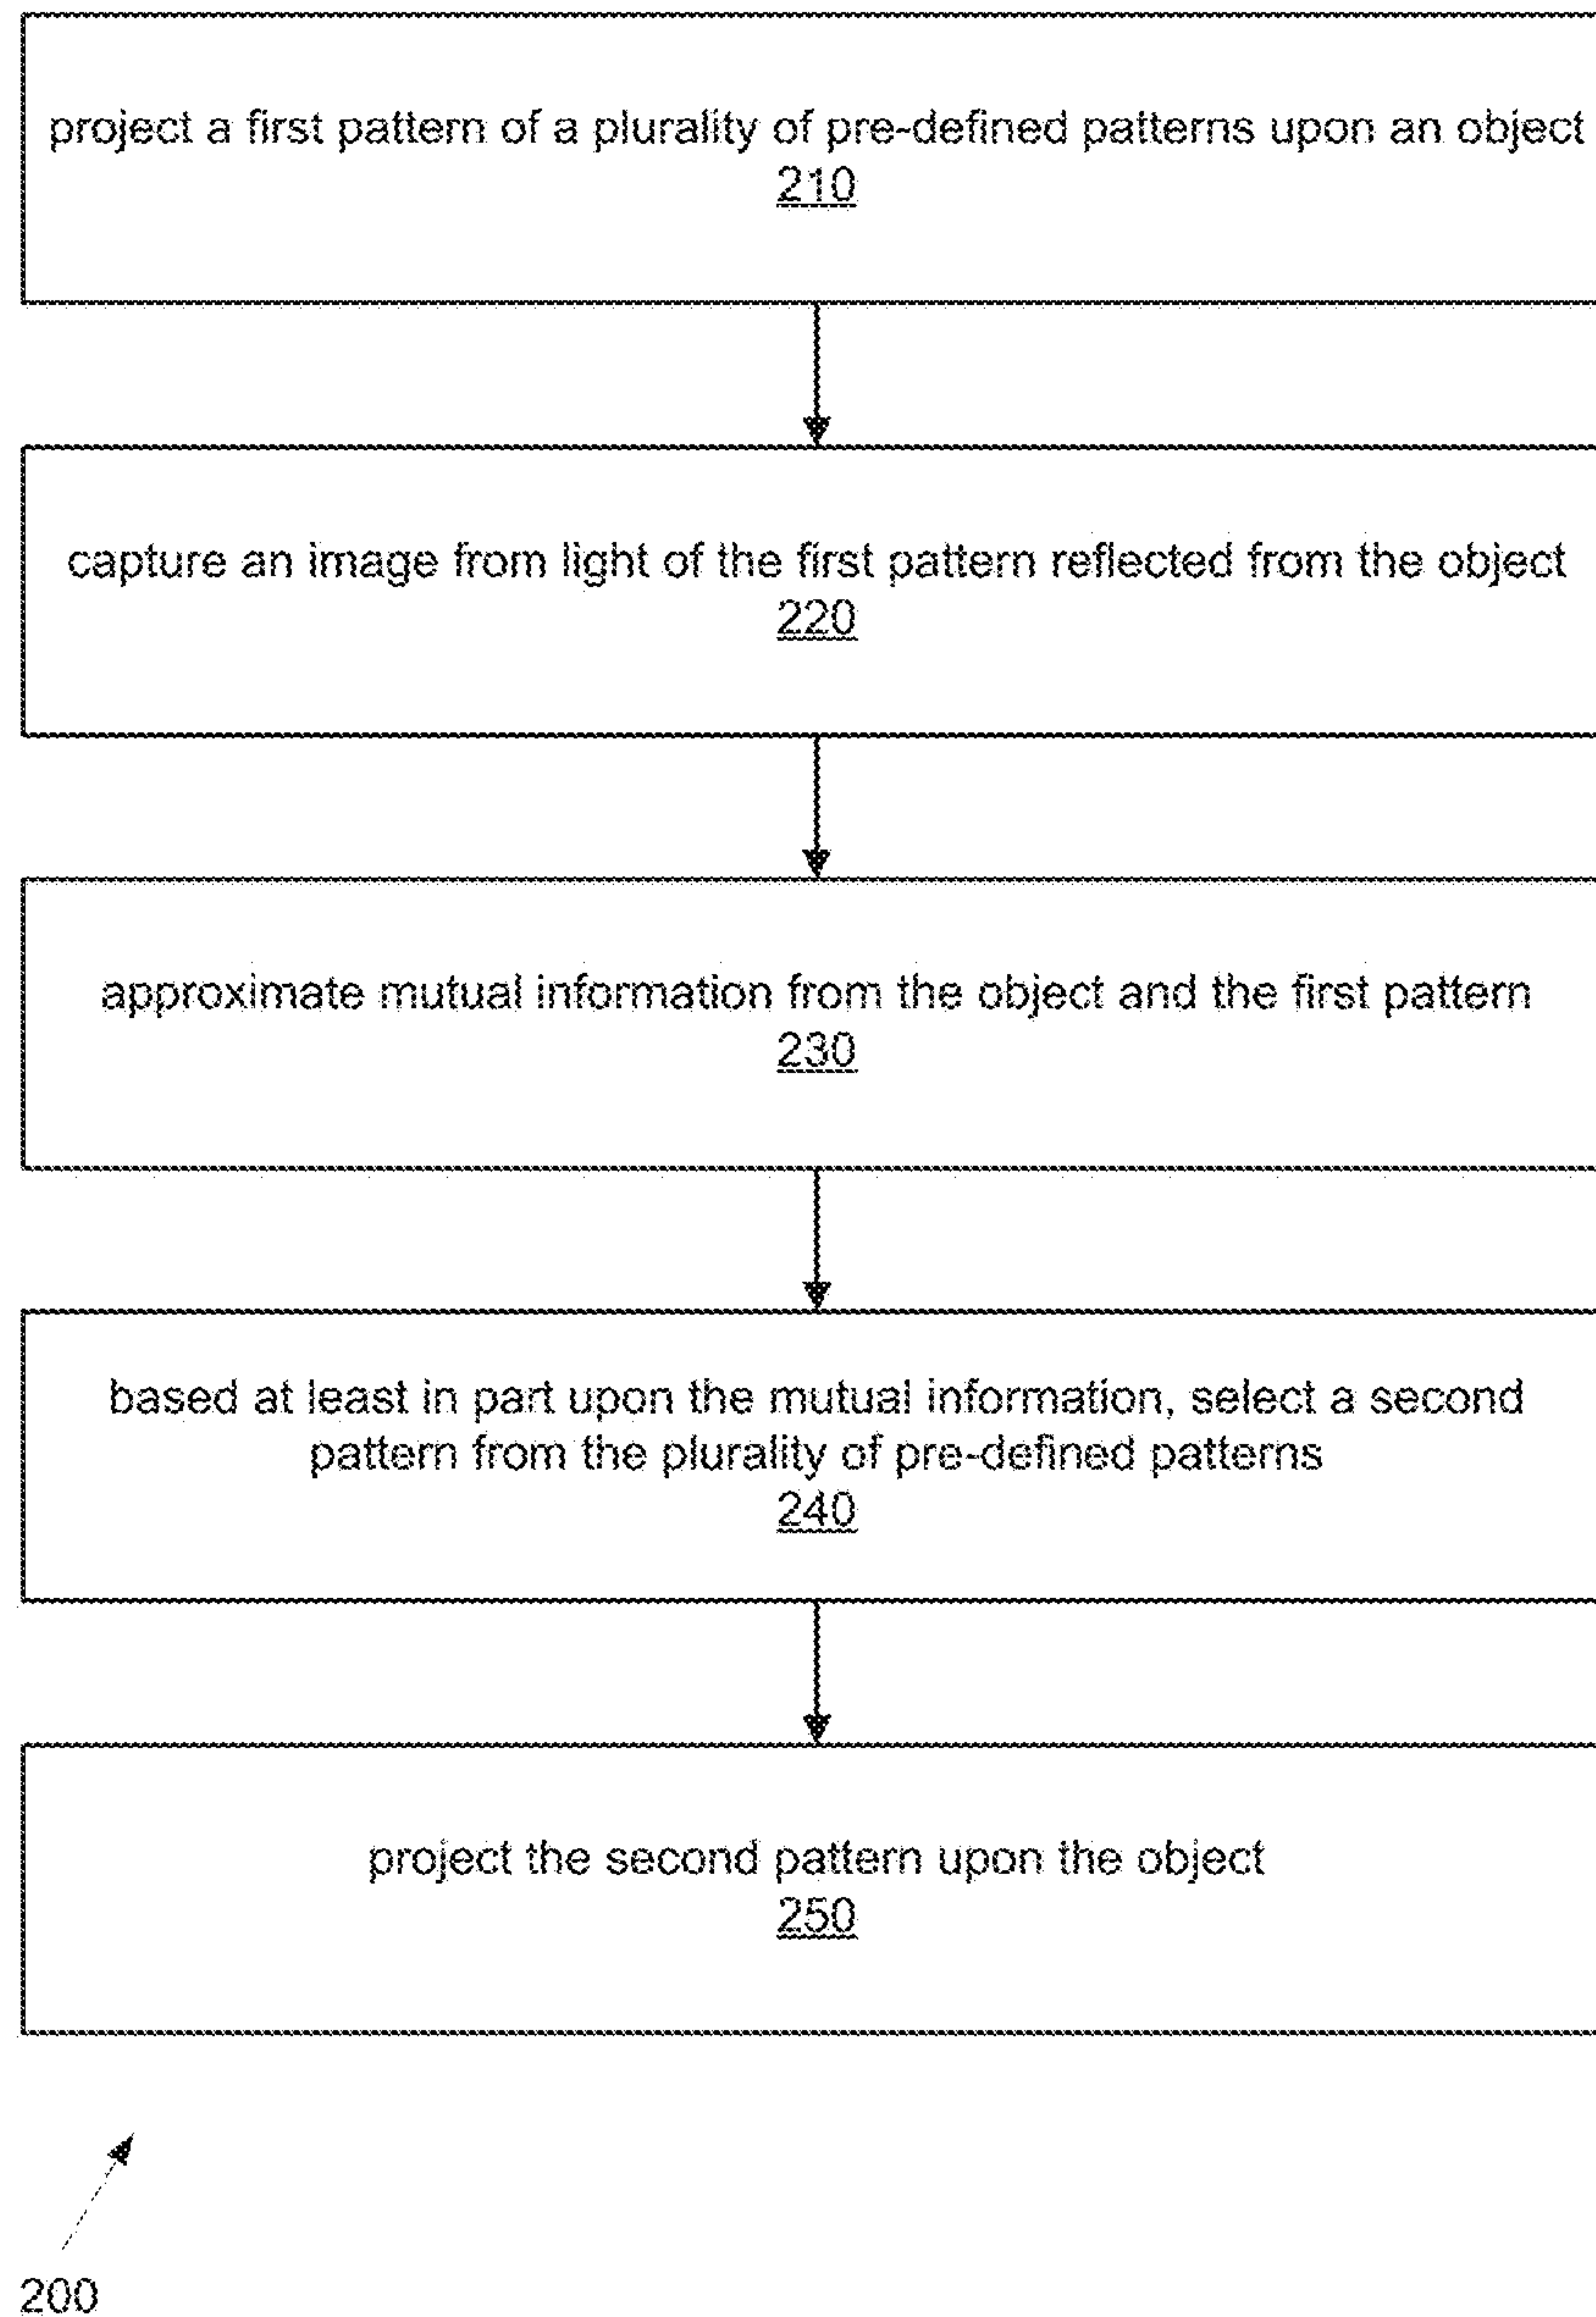 project a first pattern of a plurality of pre-defined patterns upon an object
210
capture an image from light of the first pattern reflected from the object
220
approximate mutual information from the object and the first pattern
230
based at least in part upon the mutual information, select a second
pattern from the plurality of pre-defined patterns
240
project the second pattern upon the object
250
200